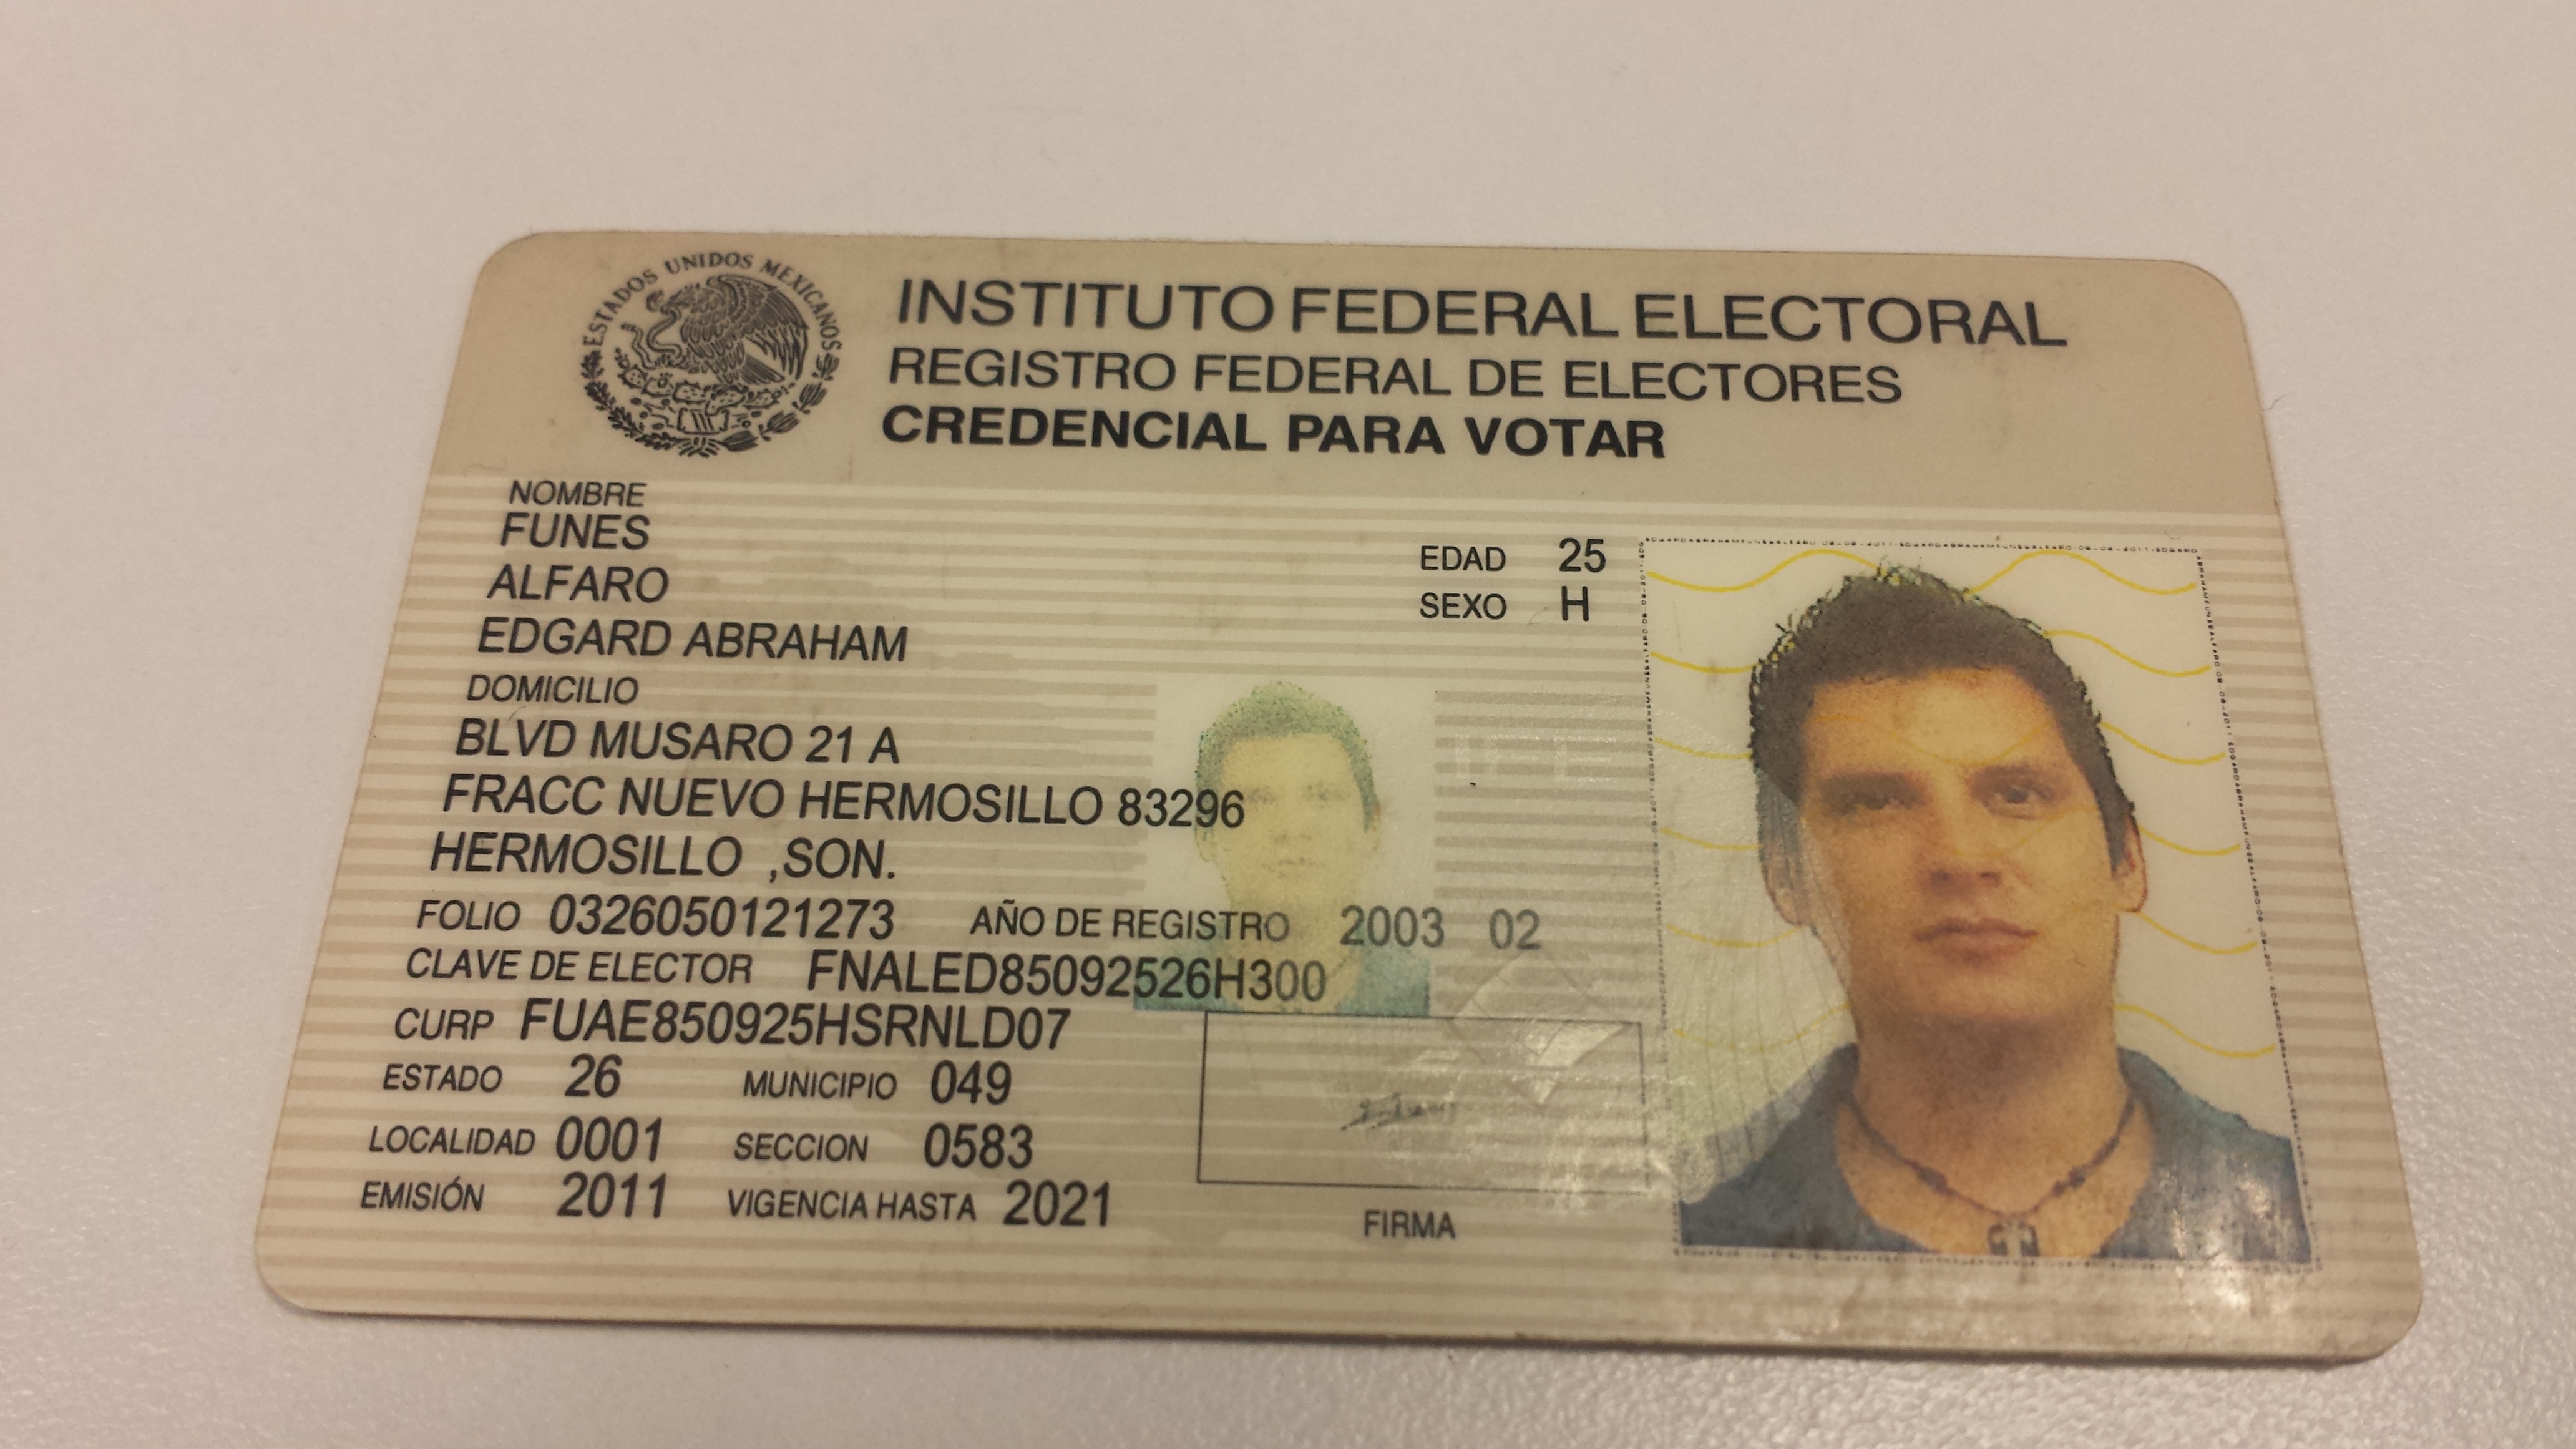 ESTADOS UNIDOS MEXICANOS
INSTITUTO FEDERAL ELECTORAL
REGISTRO FEDERAL DE ELECTORES
CREDENCIAL PARA VOTAR
NOMBRE
FUNES
ALFARO
EDGARD ABRAHAM
EDAD 25
SEXO H
DOMICILIO
BLVD MUSARO 21 A
FRACC NUEVO HERMOSILLO 83296
HERMOSILLO ,SON.
FOLIO 0326050121273 AÑO DE REGISTRO 2003 02
CLAVE DE ELECTOR FNALED85092526H300
CURP FUAE850925HSRNLD07
ESTADO 26 MUNICIPIO 049
LOCALIDAD 0001 SECCION 0583
EMISIÓN 2011 VIGENCIA HASTA 2021
FIRMA